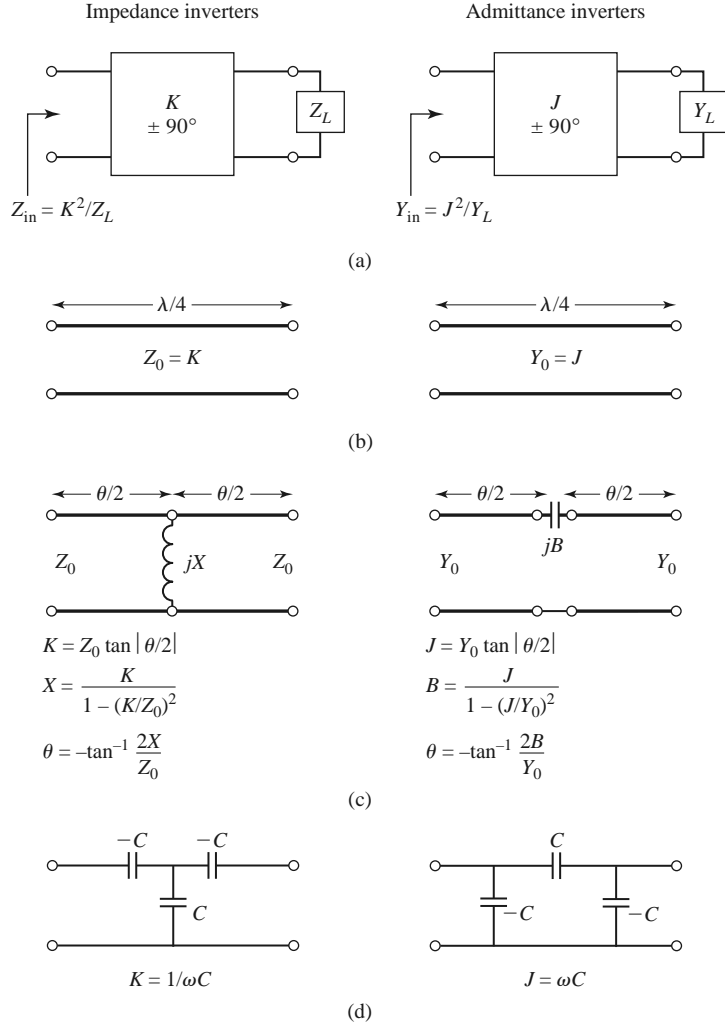 Impedance inverters
Admittance inverters
K
± 90°
Z_L
J
± 90°
Y_L
Z_in = K²/Z_L
Y_in = J²/Y_L
(a)
λ/4
λ/4
Z_0 = K
Y_0 = J
(b)
θ/2 θ/2
θ/2 θ/2
Z_0 jX Z_0
Y_0 jB Y_0
K = Z_0 tan | θ/2|
J = Y_0 tan | θ/2|
X = K / 1 – (K/Z_0)²
B = J / 1 – (J/Y_0)²
θ = –tan⁻¹ 2X / Z_0
θ = –tan⁻¹ 2B / Y_0
(c)
−C −C
C
C
−C −C
K = 1/ωC
J = ωC
(d)